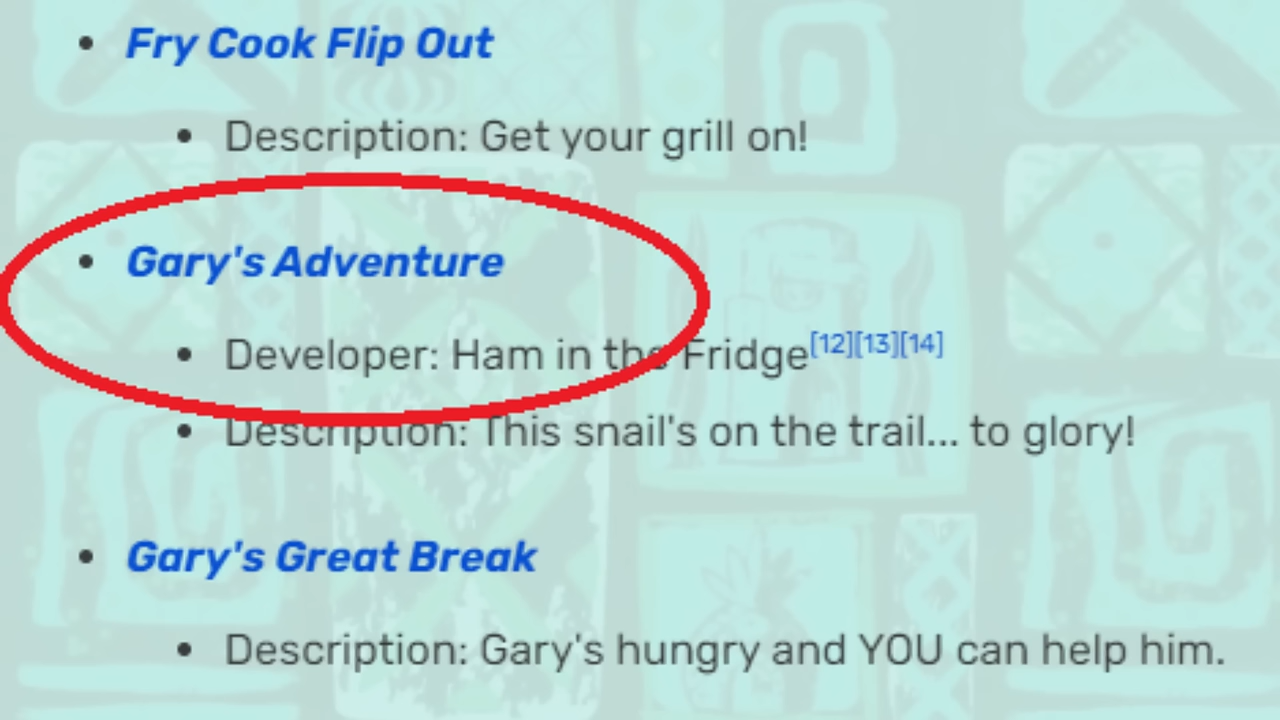 Fry Cook Flip Out
Description: Get your grill on!
Gary's Adventure
Developer: Ham in the Fridge[12][13][14]
Description: This snail's on the trail... to glory!
Gary's Great Break
Description: Gary's hungry and YOU can help him.